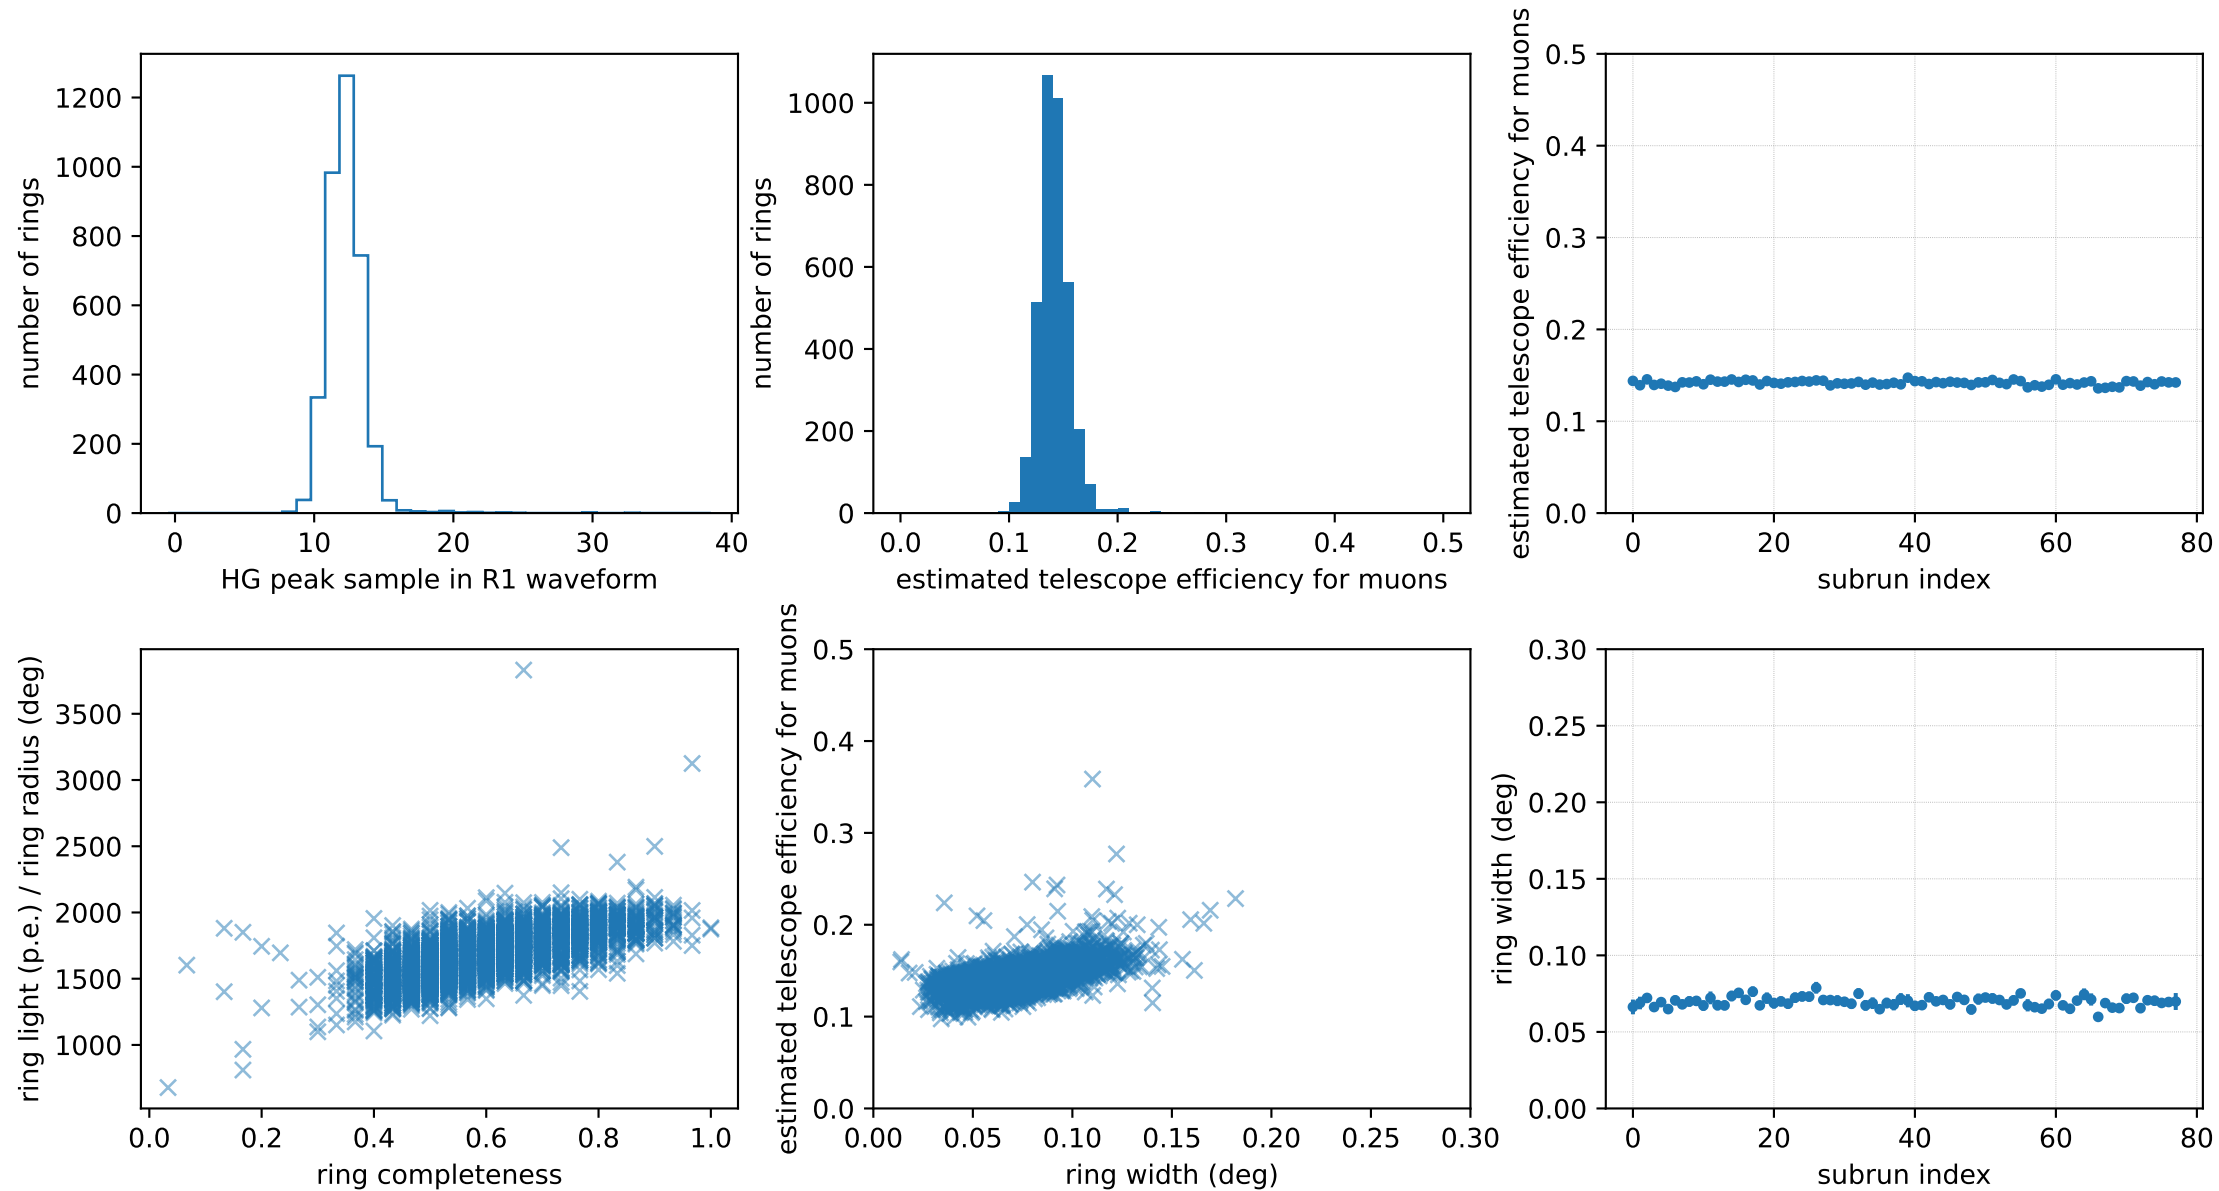 number of rings
1200
1000
800
600
400
200
0
0 10 20 30 40
HG peak sample in R1 waveform
number of rings
1000
800
600
400
200
0
0.0 0.1 0.2 0.3 0.4 0.5
estimated telescope efficiency for muons
estimated telescope efficiency for muons
0.5
0.4
0.3
0.2
0.1
0.0
0 20 40 60 80
subrun index
ring light (p.e.) / ring radius (deg)
3500
3000
2500
2000
1500
1000
0.0 0.2 0.4 0.6 0.8 1.0
ring completeness
estimated telescope efficiency for muons
0.5
0.4
0.3
0.2
0.1
0.0
0.00 0.05 0.10 0.15 0.20 0.25 0.30
ring width (deg)
ring width (deg)
0.30
0.25
0.20
0.15
0.10
0.05
0.00
0 20 40 60 80
subrun index